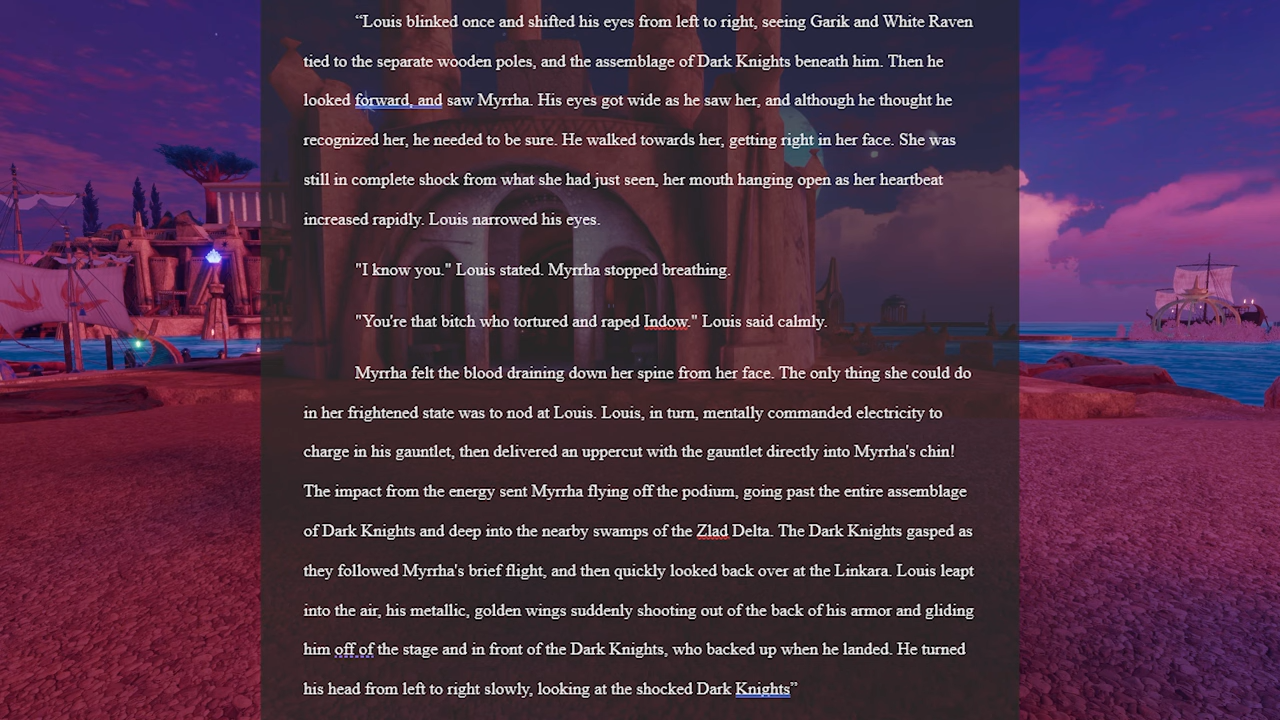 “Louis blinked once and shifted his eyes from left to right, seeing Garik and White Raven
tied to the separate wooden poles, and the assemblage of Dark Knights beneath him. Then he
looked forward, and saw Myrrha. His eyes got wide as he saw her, and although he thought he
recognized her, he needed to be sure. He walked towards her, getting right in her face. She was
still in complete shock from what she had just seen, her mouth hanging open as her heartbeat
increased rapidly. Louis narrowed his eyes.
"I know you." Louis stated. Myrrha stopped breathing.
"You're that bitch who tortured and raped Indow." Louis said calmly.
Myrrha felt the blood draining down her spine from her face. The only thing she could do
in her frightened state was to nod at Louis. Louis, in turn, mentally commanded electricity to
charge in his gauntlet, then delivered an uppercut with the gauntlet directly into Myrrha's chin!
The impact from the energy sent Myrrha flying off the podium, going past the entire assemblage
of Dark Knights and deep into the nearby swamps of the Zlad Delta. The Dark Knights gasped as
they followed Myrrha's brief flight, and then quickly looked back over at the Linkara. Louis leapt
into the air, his metallic, golden wings suddenly shooting out of the back of his armor and gliding
him off of the stage and in front of the Dark Knights, who backed up when he landed. He turned
his head from left to right slowly, looking at the shocked Dark Knights”